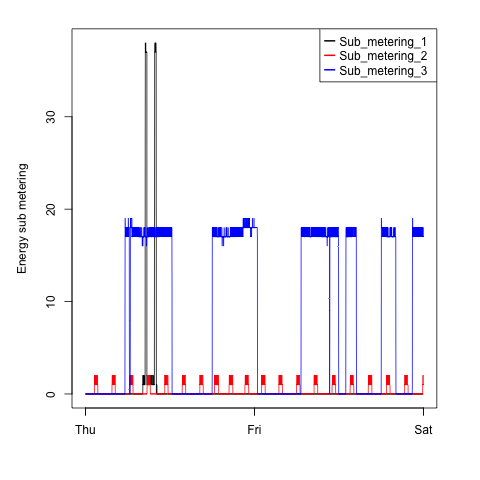 Sub_metering_1
Sub_metering_2
Sub_metering_3
Energy sub metering
30
20
10
0
Thu Fri Sat